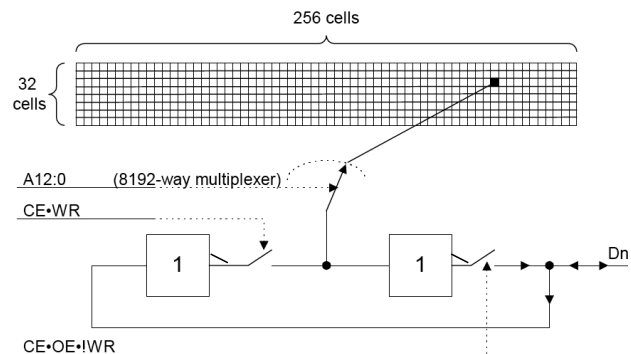 256 cells
32
cells
A12:0 (8192-way multiplexer)
CE•WR
1 1
Dn
CE•OE•!WR